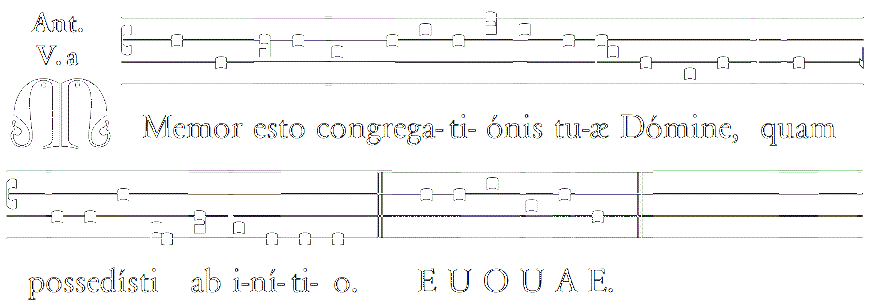 Ant.
V. a
M Memor esto congrega- ti- ónis tu-æ Dómine, quam
possedísti ab i-ní- ti- o. E U O U A E.